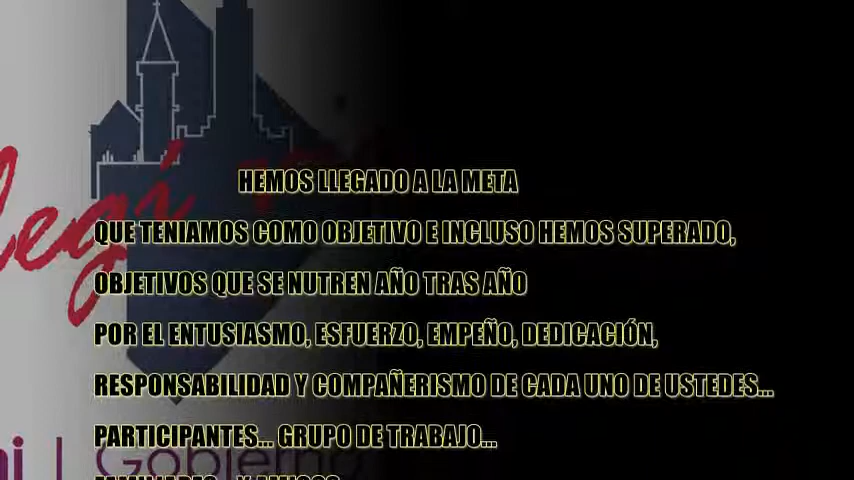 HEMOS LLEGADO A LA META
QUE TENIAMOS COMO OBJETIVO E INCLUSO HEMOS SUPERADO,
OBJETIVOS QUE SE NUTREN AÑO TRAS AÑO
POR EL ENTUSIASMO, ESFUERZO, EMPEÑO, DEDICACIÓN,
RESPONSABILIDAD Y COMPAÑERISMO DE CADA UNO DE USTEDES...
PARTICIPANTES... GRUPO DE TRABAJO...